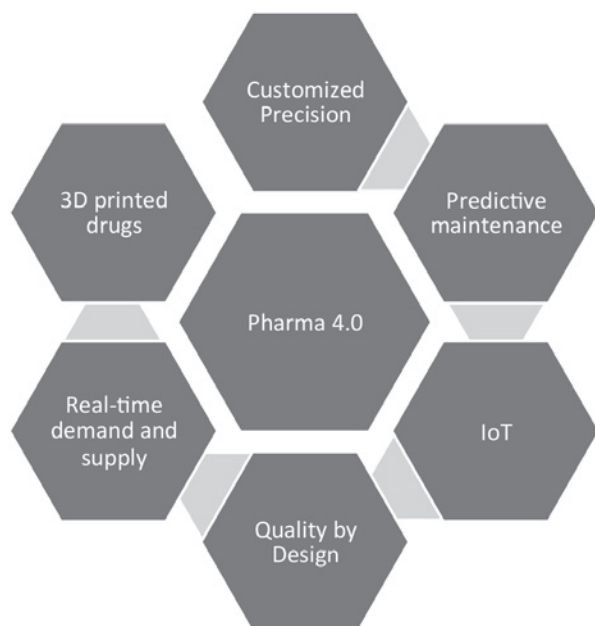 Customized
Precision
Predictive
maintenance
3D printed
drugs
Pharma 4.0
IoT
Real-time
demand and
supply
Quality by
Design